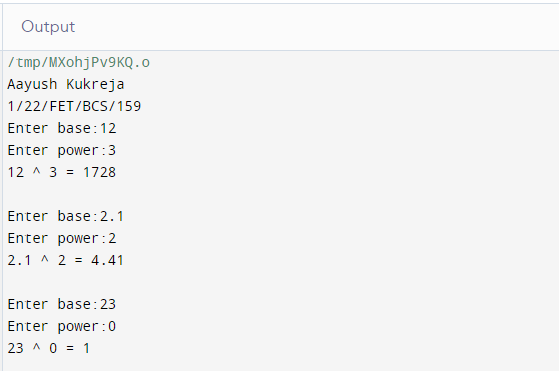 Output
/tmp/MXohjPv9KQ.o
Aayush Kukreja
1/22/FET/BCS/159
Enter base:12
Enter power:3
12 ^ 3 = 1728
Enter base:2.1
Enter power:2
2.1 ^ 2 = 4.41
Enter base:23
Enter power:0
23 ^ 0 = 1